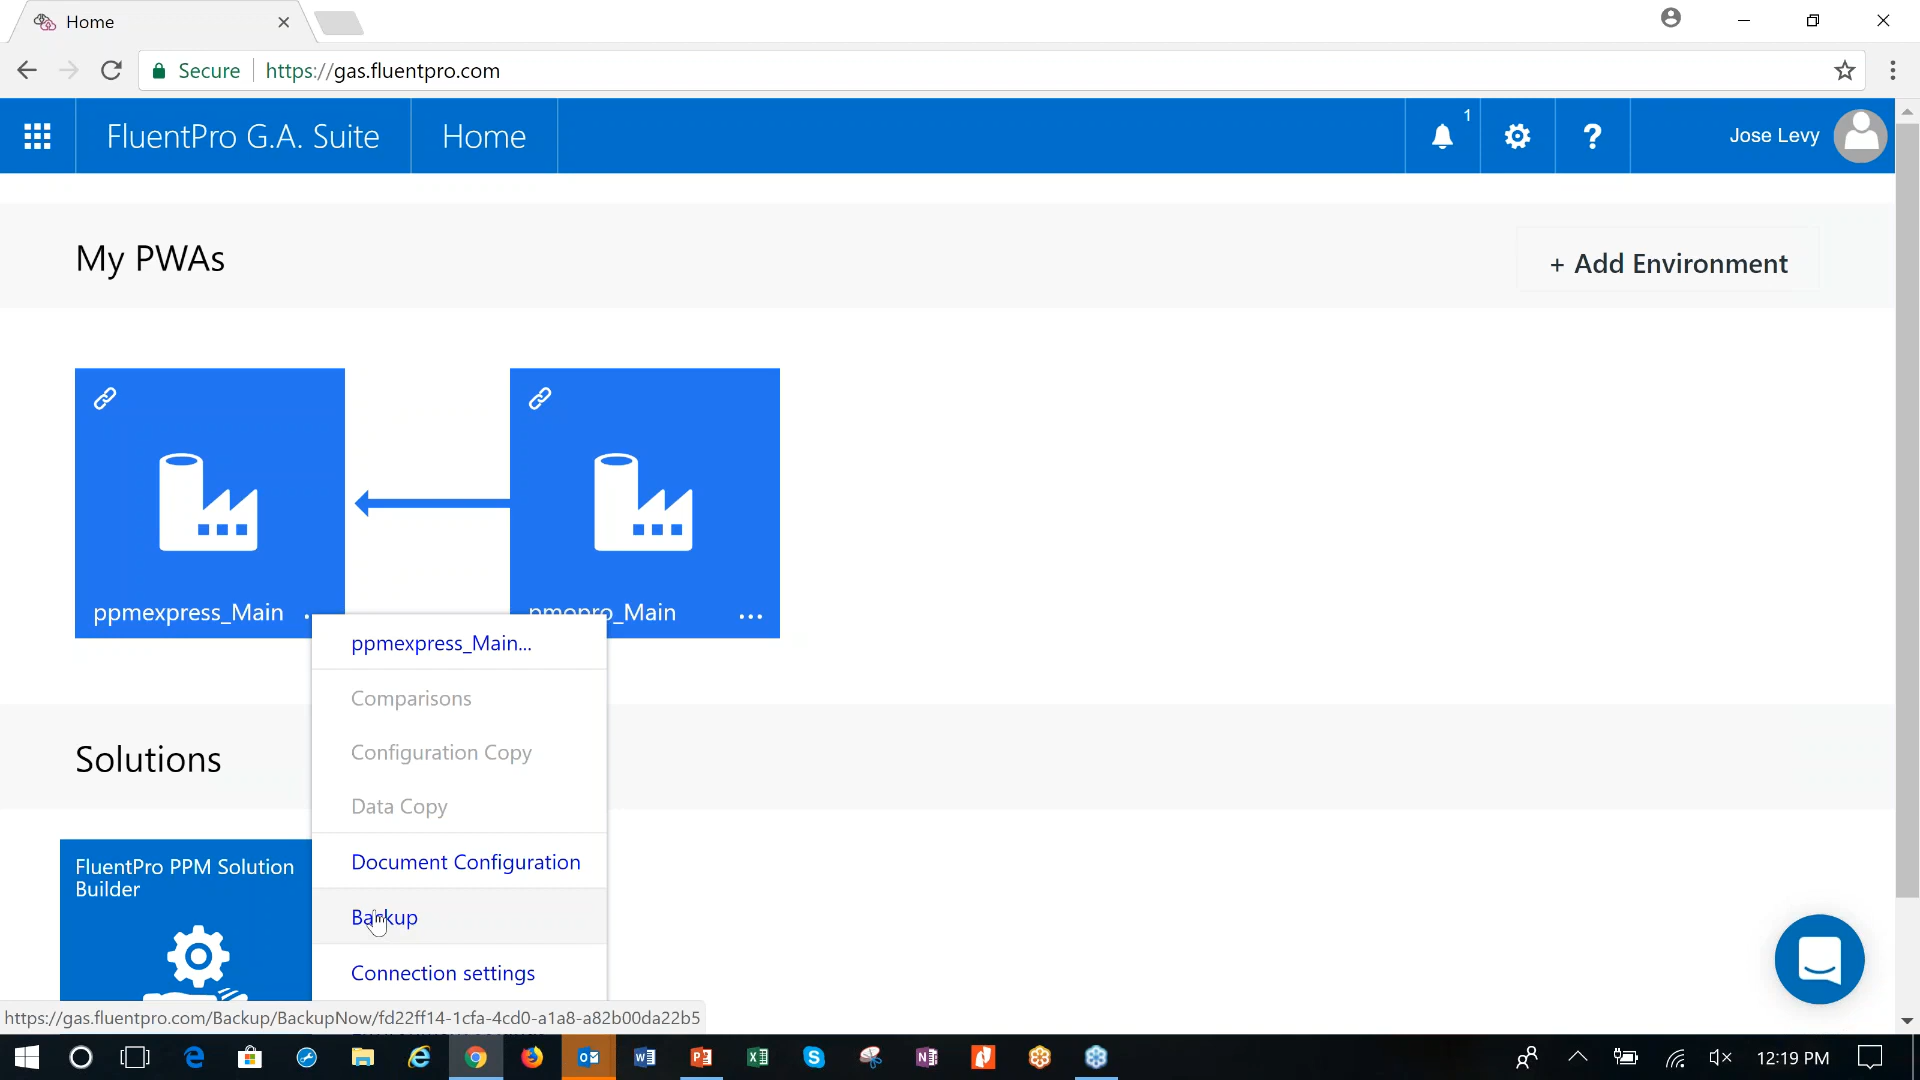 Home
Secure
https://gas.fluentpro.com
FluentPro G.A. Suite
Home
1
?
Jose Levy
My PWAs
+ Add Environment
ppmexpress_Main
pmopro_Main
...
ppmexpress_Main...
Comparisons
Configuration Copy
Data Copy
Document Configuration
Backup
Connection settings
Solutions
FluentPro PPM Solution
Builder
https://gas.fluentpro.com/Backup/BackupNow/fd22ff14-1cfa-4cd0-a1a8-a82b00da22b5
12:19 PM